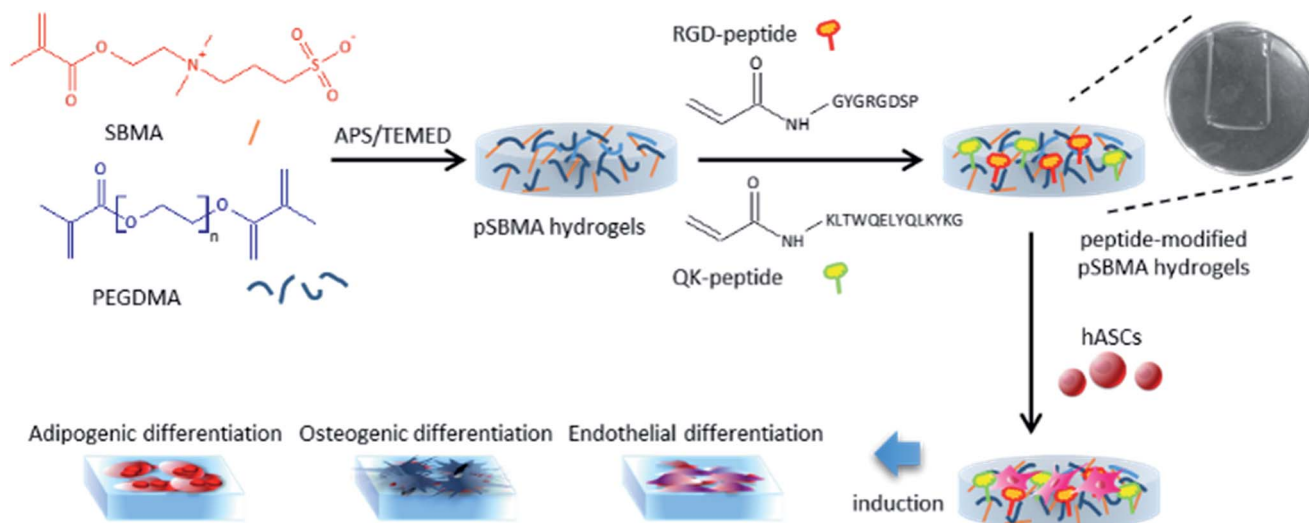 O
O
O
N
+
S
O
O
O
-
SBMA
O
O
n
O
PEGDMA
APS/TEMED
pSBMA hydrogels
RGD-peptide
O
NH
GYGRGDSP
O
NH
KLTWQELYQLKYKG
QK-peptide
peptide-modified
pSBMA hydrogels
hASCs
induction
Adipogenic differentiation
Osteogenic differentiation
Endothelial differentiation